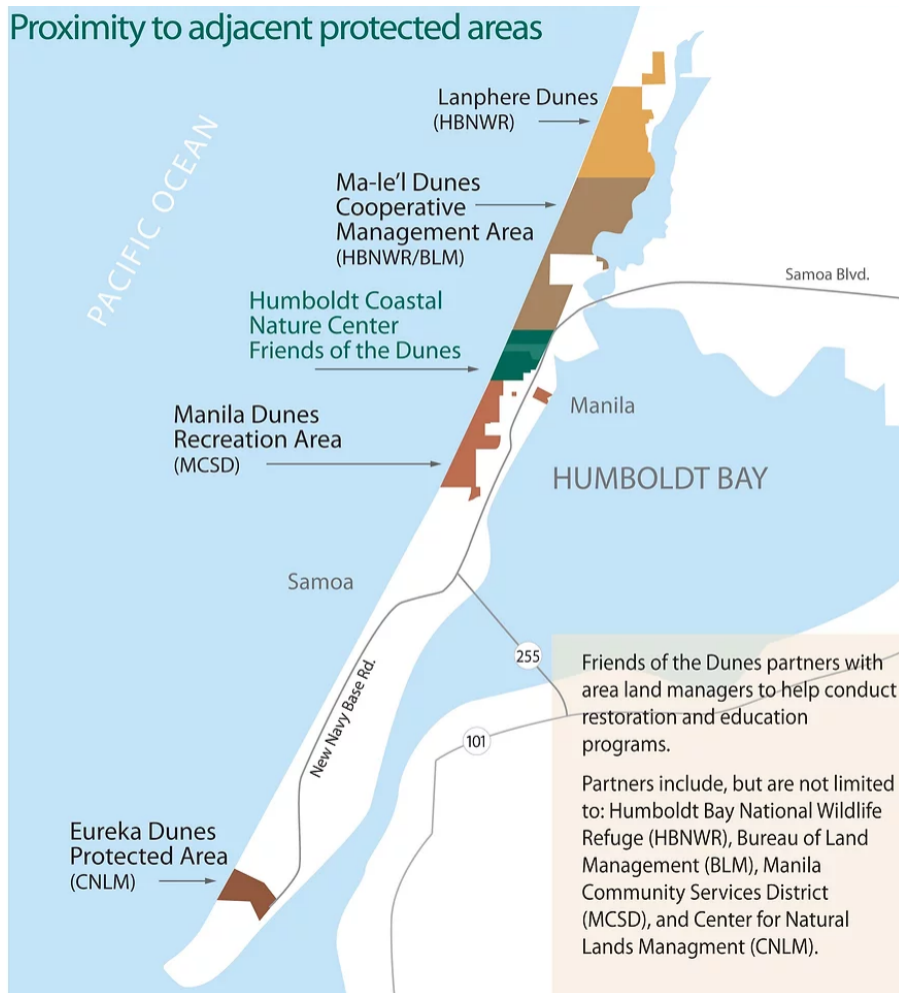 Proximity to adjacent protected areas
PACIFIC OCEAN
Lanphere Dunes
(HBNWR)
Ma-le’l Dunes
Cooperative
Management Area
(HBNWR/BLM)
Samoa Blvd.
Humboldt Coastal
Nature Center
Friends of the Dunes
Manila
Manila Dunes
Recreation Area
(MCSD)
HUMBOLDT BAY
Samoa
255
New Navy Base Rd.
101
Friends of the Dunes partners with
area land managers to help conduct
restoration and education
programs.
Partners include, but are not limited
to: Humboldt Bay National Wildlife
Refuge (HBNWR), Bureau of Land
Management (BLM), Manila
Community Services District
(MCSD), and Center for Natural
Lands Managment (CNLM).
Eureka Dunes
Protected Area
(CNLM)